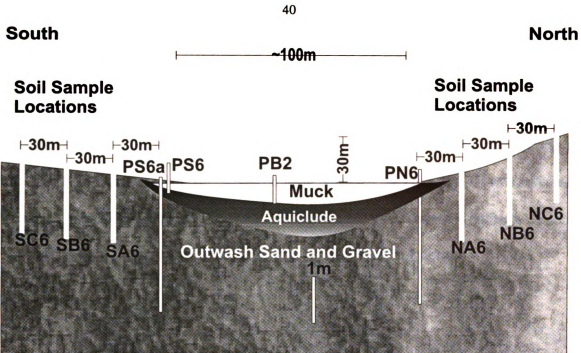 40
South
North
~100m
Soil Sample
Locations
Soil Sample
Locations
30m
30m
30m
PS6a
PS6
PB2
30m
PN6
30m
30m
30m
Muck
Aquiclude
Outwash Sand and Gravel
1m
SC6
SB6
SA6
NA6
NB6
NC6